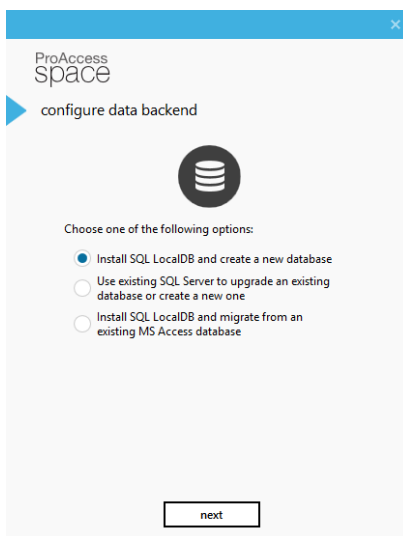 ProAccess
space
configure data backend
Choose one of the following options:
Install SQL LocalDB and create a new database
Use existing SQL Server to upgrade an existing
database or create a new one
Install SQL LocalDB and migrate from an
existing MS Access database
next